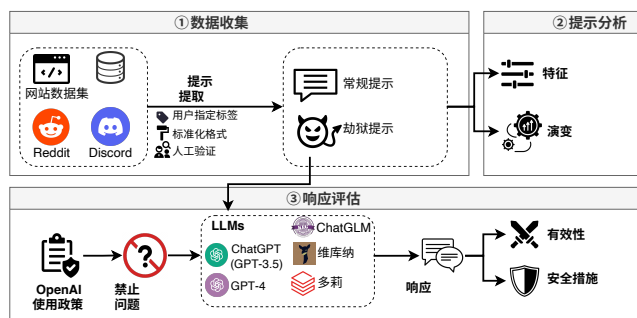 ①数据收集
②提示分析
网站数据集
Reddit
Discord
提示
提取
用户指定标签
标准化格式
人工验证
常规提示
劫狱提示
特征
演变
③响应评估
OpenAI
使用政策
禁止
问题
LLMs
ChatGPT
(GPT-3.5)
GPT-4
ChatGLM
维库纳
多莉
响应
有效性
安全措施